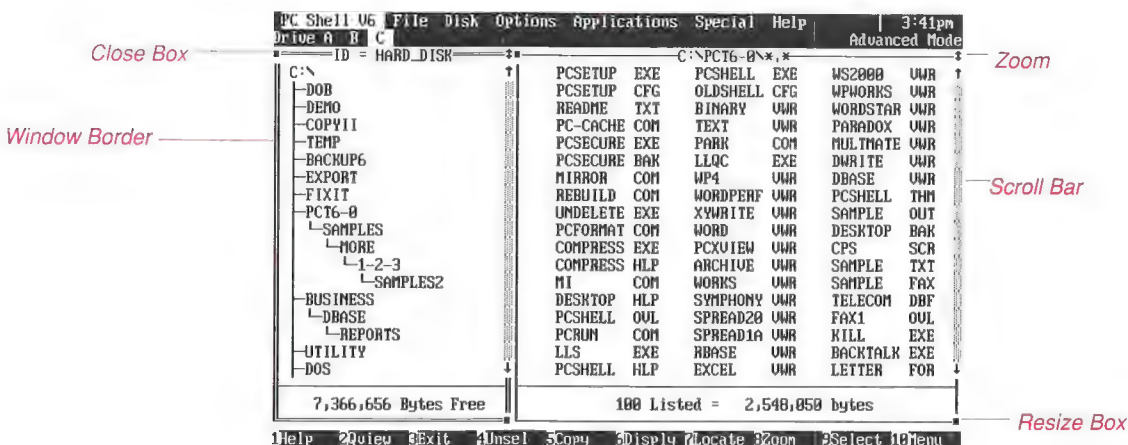 PC Shell V6 File Disk Options Applications Special Help 3:41pm
Drive A B C Advanced Mode
Close Box
ID = HARD_DISK
C:\PCT6-0\*.*
Zoom
C:\
DOB
DEMO
COPYII
TEMP
BACKUP6
EXPORT
FIXIT
PCT6-0
SAMPLES
MORE
1-2-3
SAMPLES2
BUSINESS
DBASE
REPORTS
UTILITY
DOS
Window Border
PCSETUP EXE PCSHELL EXE WS2000 VWR
PCSETUP CFG OLDSHELL CFG WPWORKS VWR
README TXT BINARY VWR WORDSTAR VWR
PC-CACHE COM TEXT VWR PARADOX VWR
PCSECURE EXE PARK COM MULTMATE VWR
PCSECURE BAK LLQC EXE DWRITE VWR
MIRROR COM WP4 VWR DBASE VWR
REBUILD COM WORDPERF VWR PCSHELL THM
UNDELETE EXE XYWRITE VWR SAMPLE OUT
PCFORMAT COM WORD VWR DESKTOP BAK
COMPRESS EXE PCXVIEW VWR CPS SCR
COMPRESS HLP ARCHIVE VWR SAMPLE TXT
MI COM WORKS VWR SAMPLE FAX
DESKTOP HLP SYMPHONY VWR TELECOM DBF
PCSHELL OVL SPREAD20 VWR FAX1 OVL
PCRUN COM SPREAD1A VWR KILL EXE
LLS EXE RBASE VWR BACKTALK EXE
PCSHELL HLP EXCEL VWR LETTER FOR
Scroll Bar
7,366,656 Bytes Free
100 Listed = 2,548,050 bytes
Resize Box
1Help 2Qview 3Exit 4Unsel 5Copy 6Disply 7Locate 8Zoom 9Select 10Menu